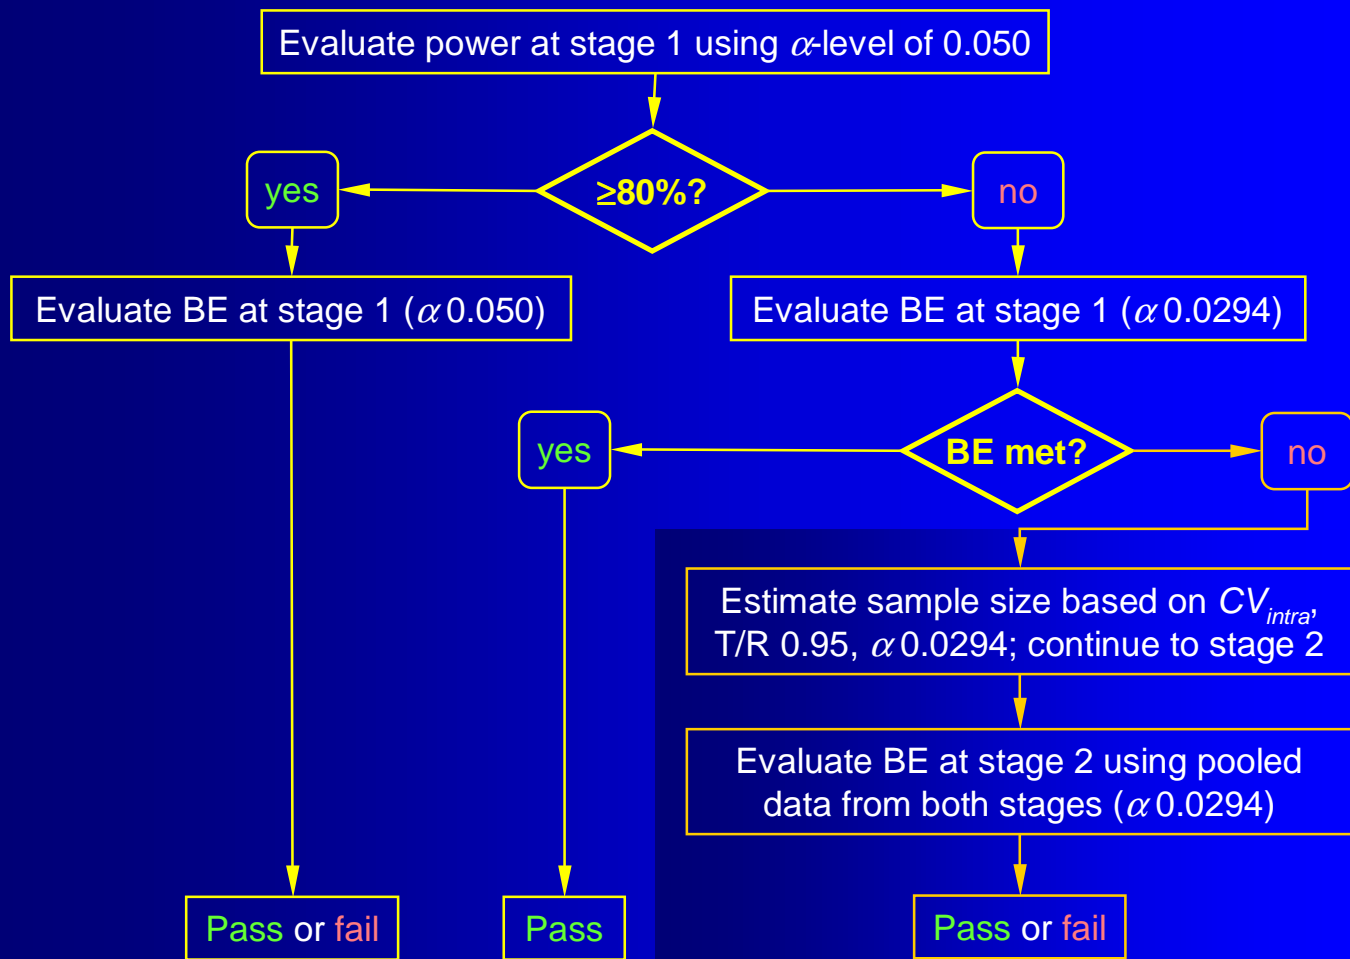 Evaluate power at stage 1 using α-level of 0.050
≥80%?
yes
no
Evaluate BE at stage 1 (α 0.050)
Evaluate BE at stage 1 (α 0.0294)
BE met?
yes
no
Estimate sample size based on CVintra,
T/R 0.95, α 0.0294; continue to stage 2
Evaluate BE at stage 2 using pooled
data from both stages (α 0.0294)
Pass or fail
Pass
Pass or fail